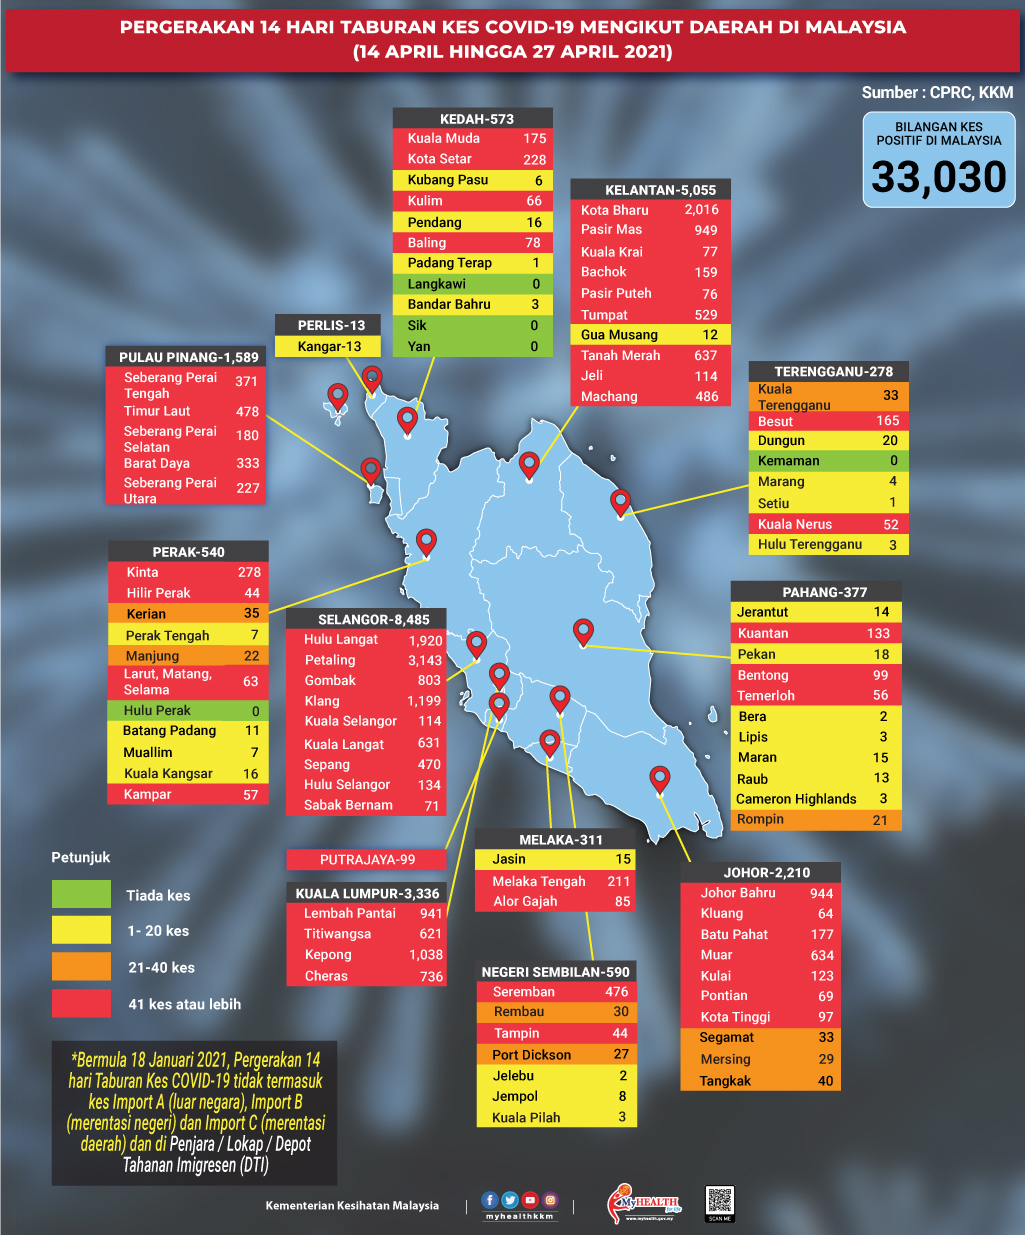 PERGERAKAN 14 HARI TABURAN KES COVID-19 MENGIKUT DAERAH DI MALAYSIA
(14 APRIL HINGGA 27 APRIL 2021)
Sumber : CPRC, KKM
BILANGAN KES
POSITIF DI MALAYSIA
33,030
KEDAH-573
Kuala Muda 175
Kota Setar 228
Kubang Pasu 6
Kulim 66
Pendang 16
Baling 78
Padang Terap 1
Langkawi 0
Bandar Bahru 3
Sik 0
Yan 0
KELANTAN-5,055
Kota Bharu 2,016
Pasir Mas 949
Kuala Krai 77
Bachok 159
Pasir Puteh 76
Tumpat 529
Gua Musang 12
Tanah Merah 637
Jeli 114
Machang 486
PERLIS-13
Kangar-13
PULAU PINANG-1,589
Seberang Perai
Tengah 371
Timur Laut 478
Seberang Perai
Selatan 180
Barat Daya 333
Seberang Perai
Utara 227
TERENGGANU-278
Kuala
Terengganu 33
Besut 165
Dungun 20
Kemaman 0
Marang 4
Setiu 1
Kuala Nerus 52
Hulu Terengganu 3
PERAK-540
Kinta 278
Hilir Perak 44
Kerian 35
Perak Tengah 7
Manjung 22
Larut, Matang,
Selama 63
Hulu Perak 0
Batang Padang 11
Muallim 7
Kuala Kangsar 16
Kampar 57
SELANGOR-8,485
Hulu Langat 1,920
Petaling 3,143
Gombak 803
Klang 1,199
Kuala Selangor 114
Kuala Langat 631
Sepang 470
Hulu Selangor 134
Sabak Bernam 71
PAHANG-377
Jerantut 14
Kuantan 133
Pekan 18
Bentong 99
Temerloh 56
Bera 2
Lipis 3
Maran 15
Raub 13
Cameron Highlands 3
Rompin 21
PUTRAJAYA-99
KUALA LUMPUR-3,336
Lembah Pantai 941
Titiwangsa 621
Kepong 1,038
Cheras 736
MELAKA-311
Jasin 15
Melaka Tengah 211
Alor Gajah 85
NEGERI SEMBILAN-590
Seremban 476
Rembau 30
Tampin 44
Port Dickson 27
Jelebu 2
Jempol 8
Kuala Pilah 3
JOHOR-2,210
Johor Bahru 944
Kluang 64
Batu Pahat 177
Muar 634
Kulai 123
Pontian 69
Kota Tinggi 97
Segamat 33
Mersing 29
Tangkak 40
Petunjuk
Tiada kes
1- 20 kes
21-40 kes
41 kes atau lebih
*Bermula 18 Januari 2021, Pergerakan 14
hari Taburan Kes COVID-19 tidak termasuk
kes Import A (luar negara), Import B
(merentasi negeri) dan Import C (merentasi
daerah) dan di Penjara / Lokap / Depot
Tahanan Imigresen (DTI)
Kementerian Kesihatan Malaysia
myhealthkkm
MyHEALTH
for life
www.myhealth.gov.my
SCAN ME